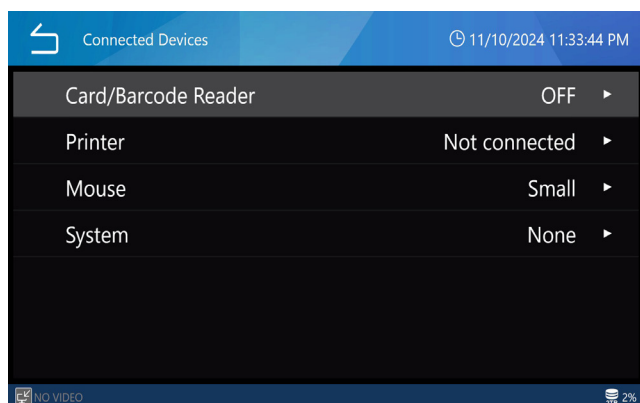 Connected Devices 11/10/2024 11:33:44 PM
Card/Barcode Reader OFF
Printer Not connected
Mouse Small
System None
NO VIDEO 2%